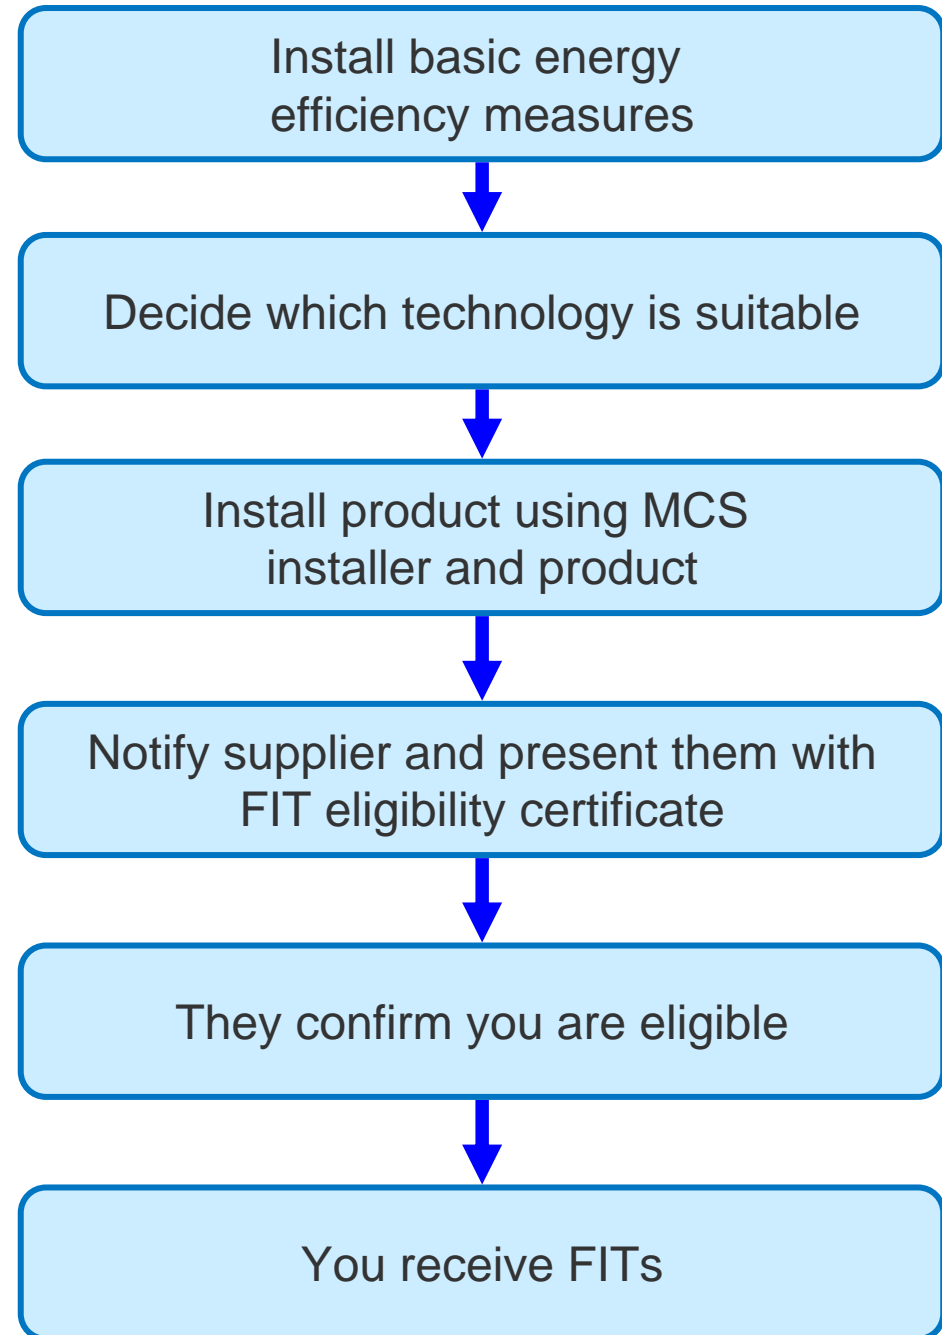 Install basic energy
efficiency measures
Decide which technology is suitable
Install product using MCS
installer and product
Notify supplier and present them with
FIT eligibility certificate
They confirm you are eligible
You receive FITs